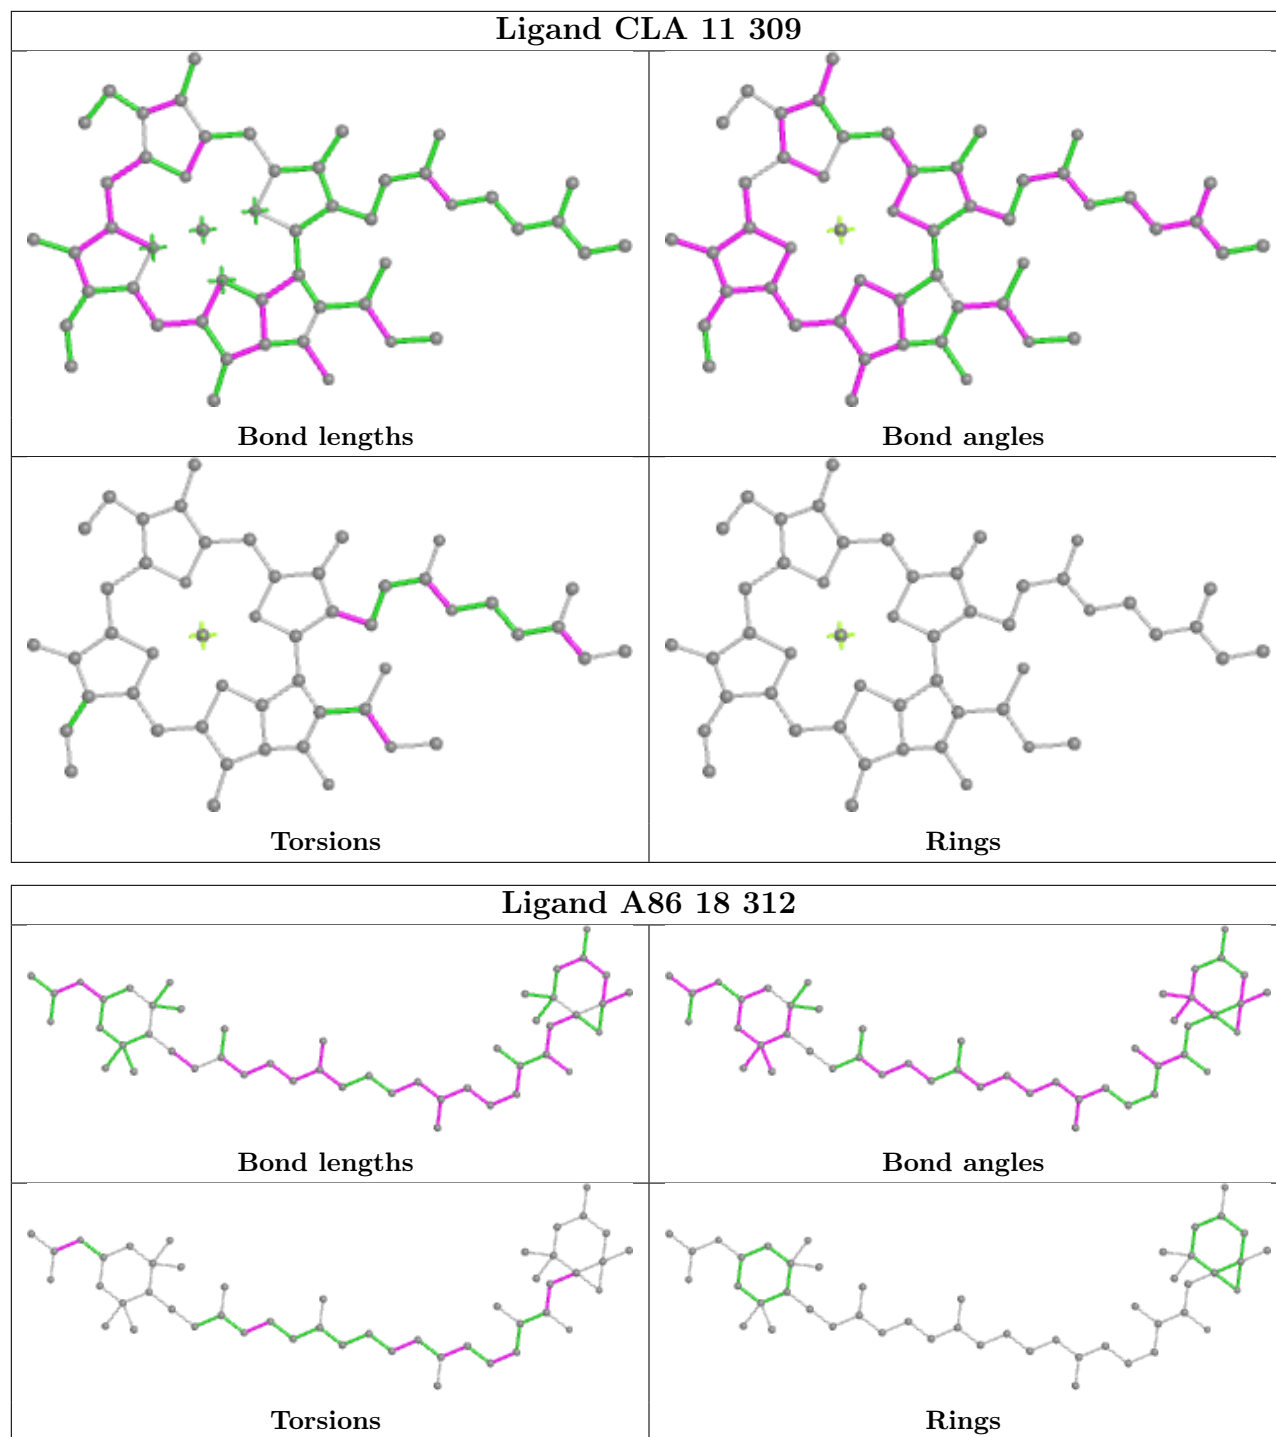 Ligand CLA 11 309
Bond lengths
Bond angles
Torsions
Rings
Ligand A86 18 312
Bond lengths
Bond angles
Torsions
Rings